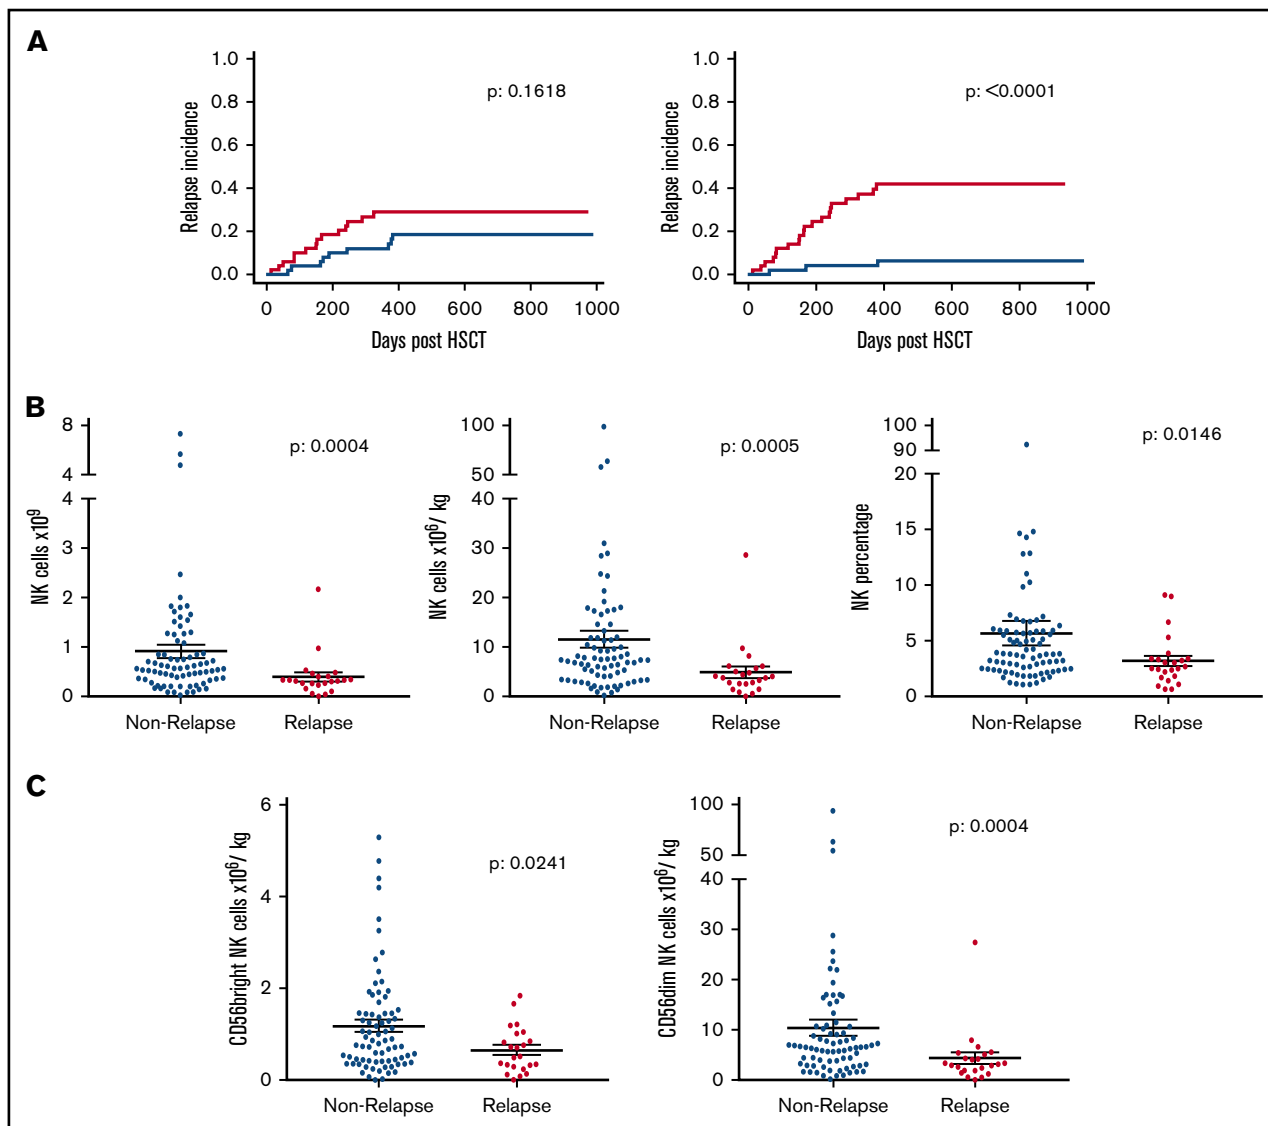 A
1.0
0.8
0.6
0.4
0.2
0.0
Relapse incidence
p: 0.1618
0 200 400 600 800 1000
Days post HSCT
1.0
0.8
0.6
0.4
0.2
0.0
Relapse incidence
p: <0.0001
0 200 400 600 800 1000
Days post HSCT
B
8
4
4
3
2
1
0
NK cells x10⁹
p: 0.0004
Non-Relapse Relapse
100
50
40
30
20
10
0
NK cells x10⁶/ kg
p: 0.0005
Non-Relapse Relapse
100
90
20
15
10
5
0
NK percentage
p: 0.0146
Non-Relapse Relapse
C
6
4
2
0
CD56bright NK cells x10⁶/ kg
p: 0.0241
Non-Relapse Relapse
100
50
40
30
20
10
0
CD56dim NK cells x10⁶/ kg
p: 0.0004
Non-Relapse Relapse